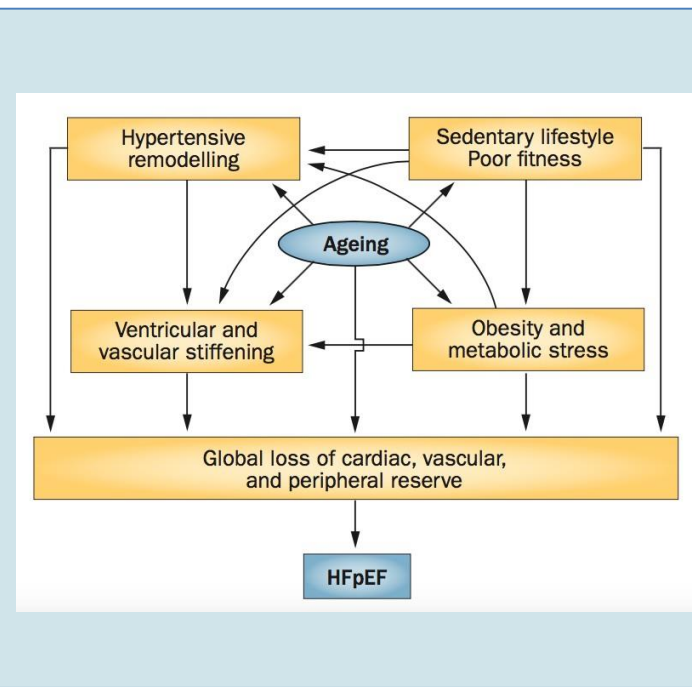 Hypertensive
remodelling
Sedentary lifestyle
Poor fitness
Ageing
Ventricular and
vascular stiffening
Obesity and
metabolic stress
Global loss of cardiac, vascular,
and peripheral reserve
HFpEF